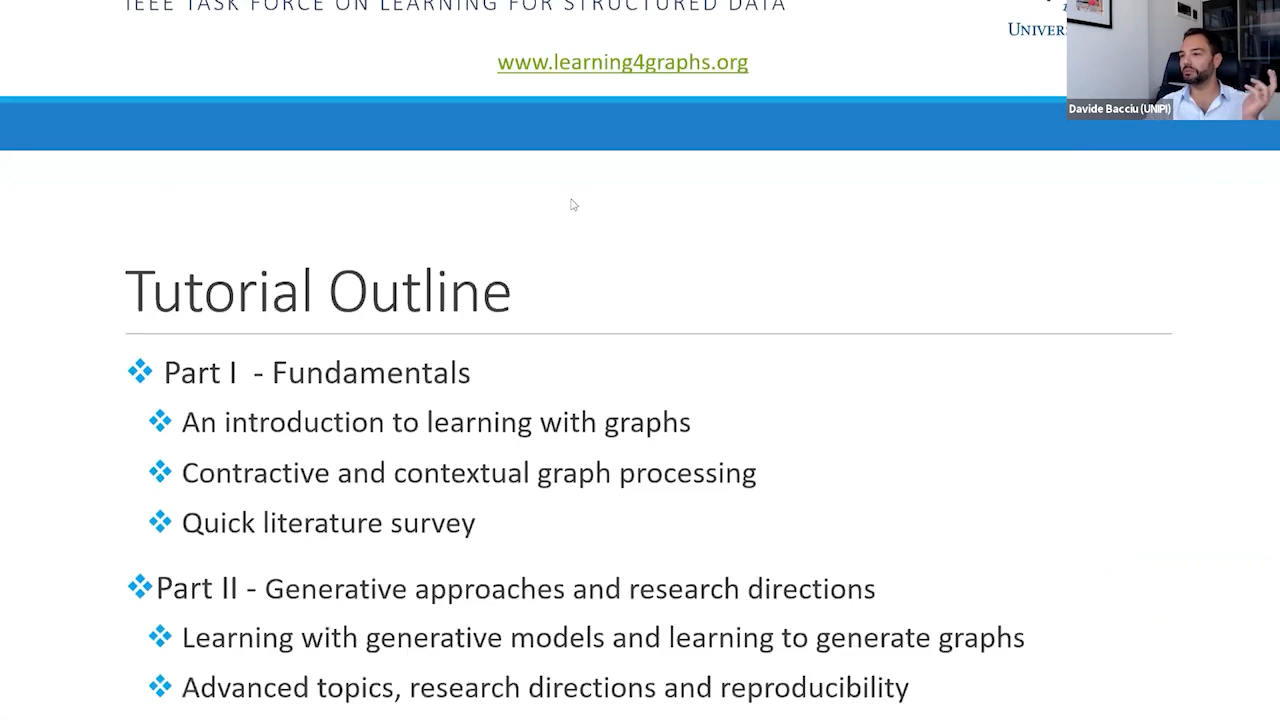 IEEE TASK FORCE ON LEARNING FOR STRUCTURED DATA
www.learning4graphs.org
Davide Bacciu (UNIPI)
Tutorial Outline
Part I - Fundamentals
An introduction to learning with graphs
Contractive and contextual graph processing
Quick literature survey
Part II - Generative approaches and research directions
Learning with generative models and learning to generate graphs
Advanced topics, research directions and reproducibility